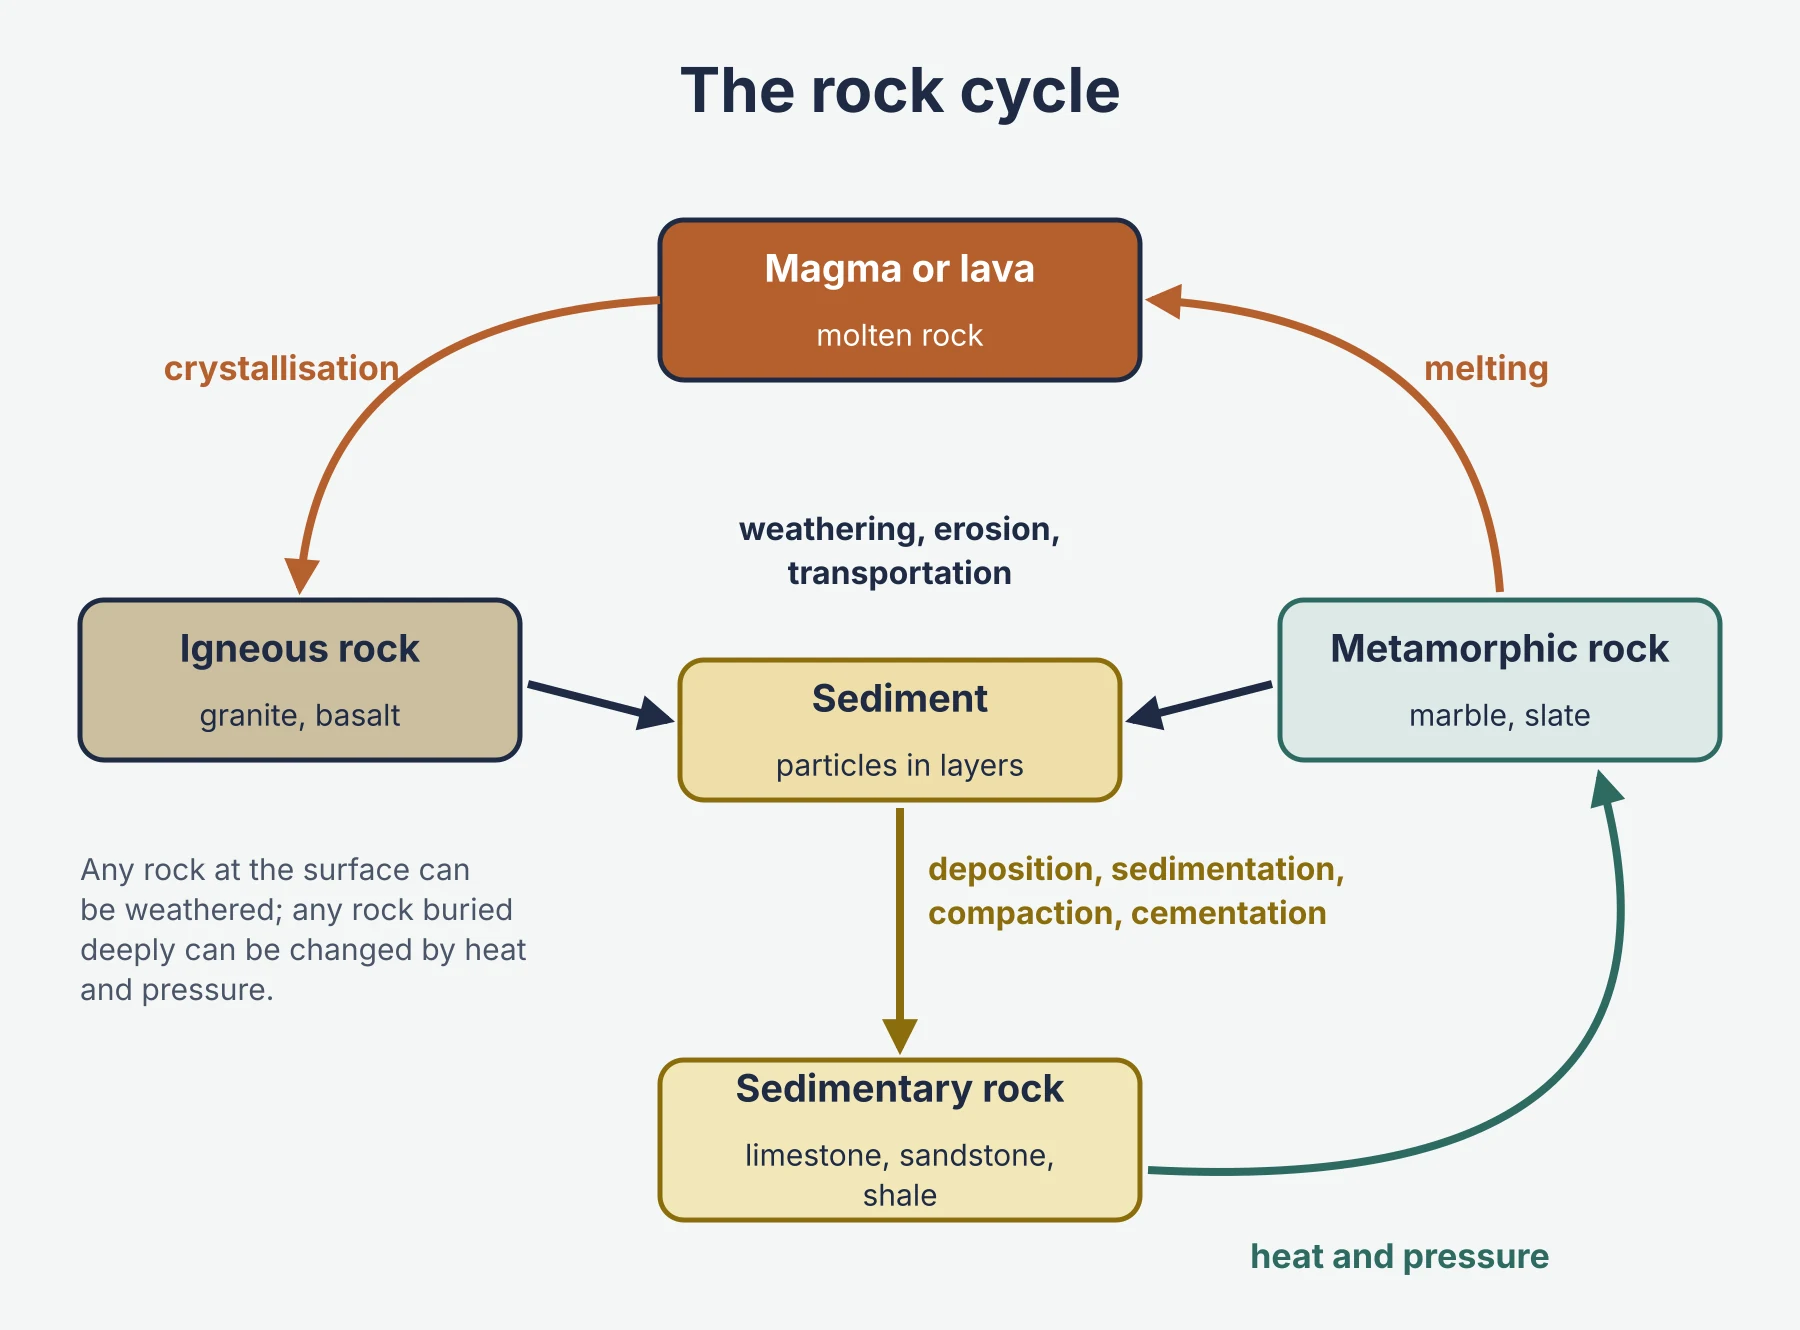 The rock cycle
Magma or lava
molten rock
crystallisation
melting
weathering, erosion,
transportation
Igneous rock
granite, basalt
Sediment
particles in layers
Metamorphic rock
marble, slate
Any rock at the surface can
be weathered; any rock buried
deeply can be changed by heat
and pressure.
deposition, sedimentation,
compaction, cementation
Sedimentary rock
limestone, sandstone,
shale
heat and pressure